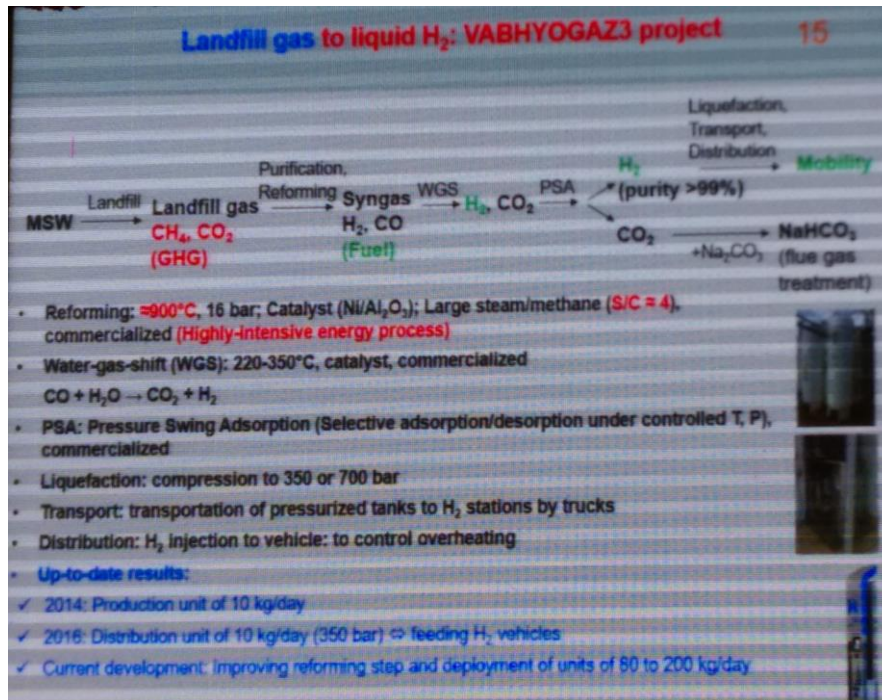 Landfill gas to liquid H₂: VABHYOGAZ3 project
15
Liquefaction,
Transport,
Distribution
Purification,
Reforming
MSW
Landfill
Landfill gas
CH₄, CO₂
(GHG)
Syngas
H₂, CO
(Fuel)
WGS
H₂, CO₂
PSA
H₂
(purity >99%)
Mobility
CO₂
+Na₂CO₃
NaHCO₃
(flue gas
treatment)
• Reforming: ≈900°C, 16 bar; Catalyst (Ni/Al₂O₃); Large steam/methane (S/C ≈ 4),
commercialized (Highly-intensive energy process)
• Water-gas-shift (WGS): 220-350°C, catalyst, commercialized
CO + H₂O → CO₂ + H₂
• PSA: Pressure Swing Adsorption (Selective adsorption/desorption under controlled T, P),
commercialized
• Liquefaction: compression to 350 or 700 bar
• Transport: transportation of pressurized tanks to H₂ stations by trucks
• Distribution: H₂ injection to vehicle: to control overheating
• Up-to-date results:
✓ 2014: Production unit of 10 kg/day
✓ 2016: Distribution unit of 10 kg/day (350 bar) ⇔ feeding H₂ vehicles
✓ Current development: Improving reforming step and deployment of units of 80 to 200 kg/day